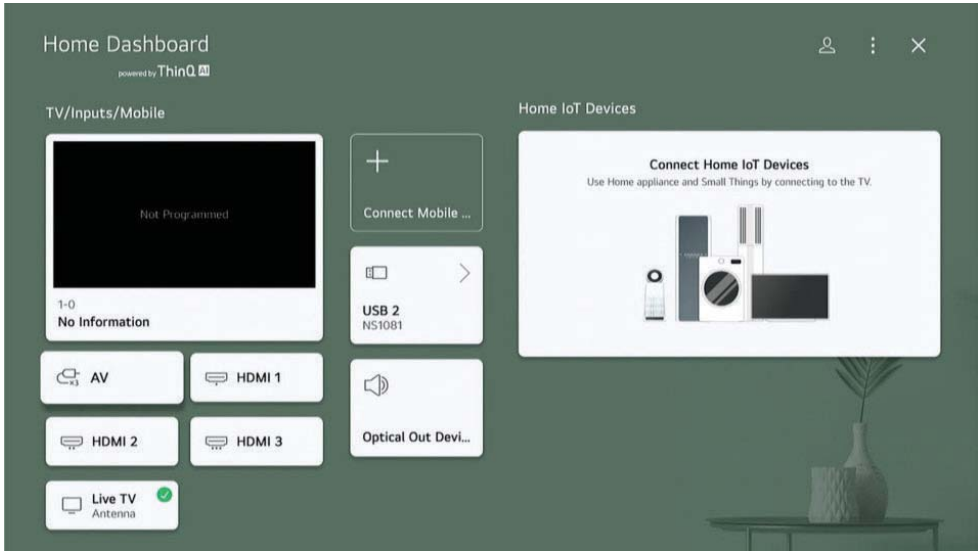 Home Dashboard
powered by ThinQ AI
TV/Inputs/Mobile
Not Programmed
1-0
No Information
AV
x3
HDMI 1
HDMI 2
HDMI 3
Live TV
Antenna
Connect Mobile ...
USB 2
NS1081
Optical Out Devi...
Home IoT Devices
Connect Home IoT Devices
Use Home appliance and Small Things by connecting to the TV.